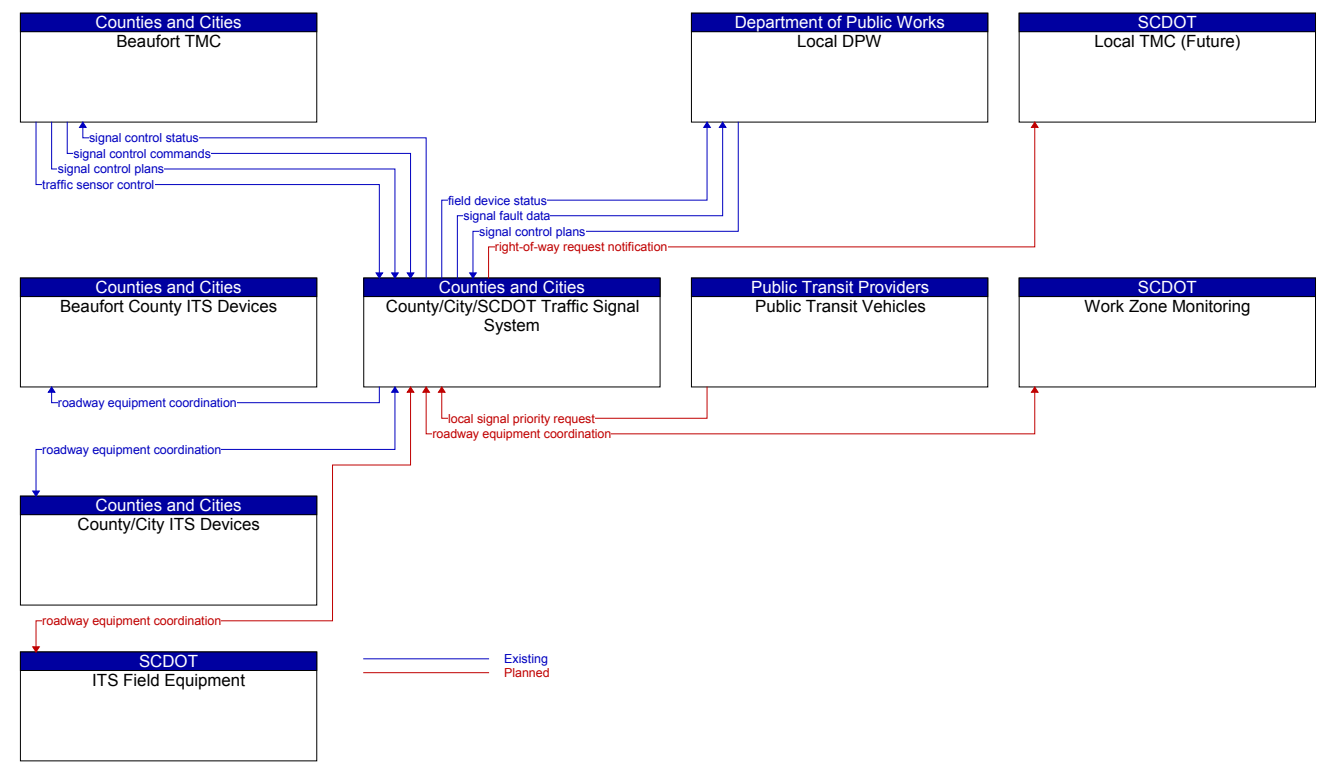 Counties and Cities
Beaufort TMC
Department of Public Works
Local DPW
SCDOT
Local TMC (Future)
signal control status
signal control commands
signal control plans
traffic sensor control
field device status
signal fault data
signal control plans
right-of-way request notification
Counties and Cities
Beaufort County ITS Devices
Counties and Cities
County/City/SCDOT Traffic Signal
System
Public Transit Providers
Public Transit Vehicles
SCDOT
Work Zone Monitoring
roadway equipment coordination
local signal priority request
roadway equipment coordination
roadway equipment coordination
Counties and Cities
County/City ITS Devices
roadway equipment coordination
SCDOT
ITS Field Equipment
Existing
Planned